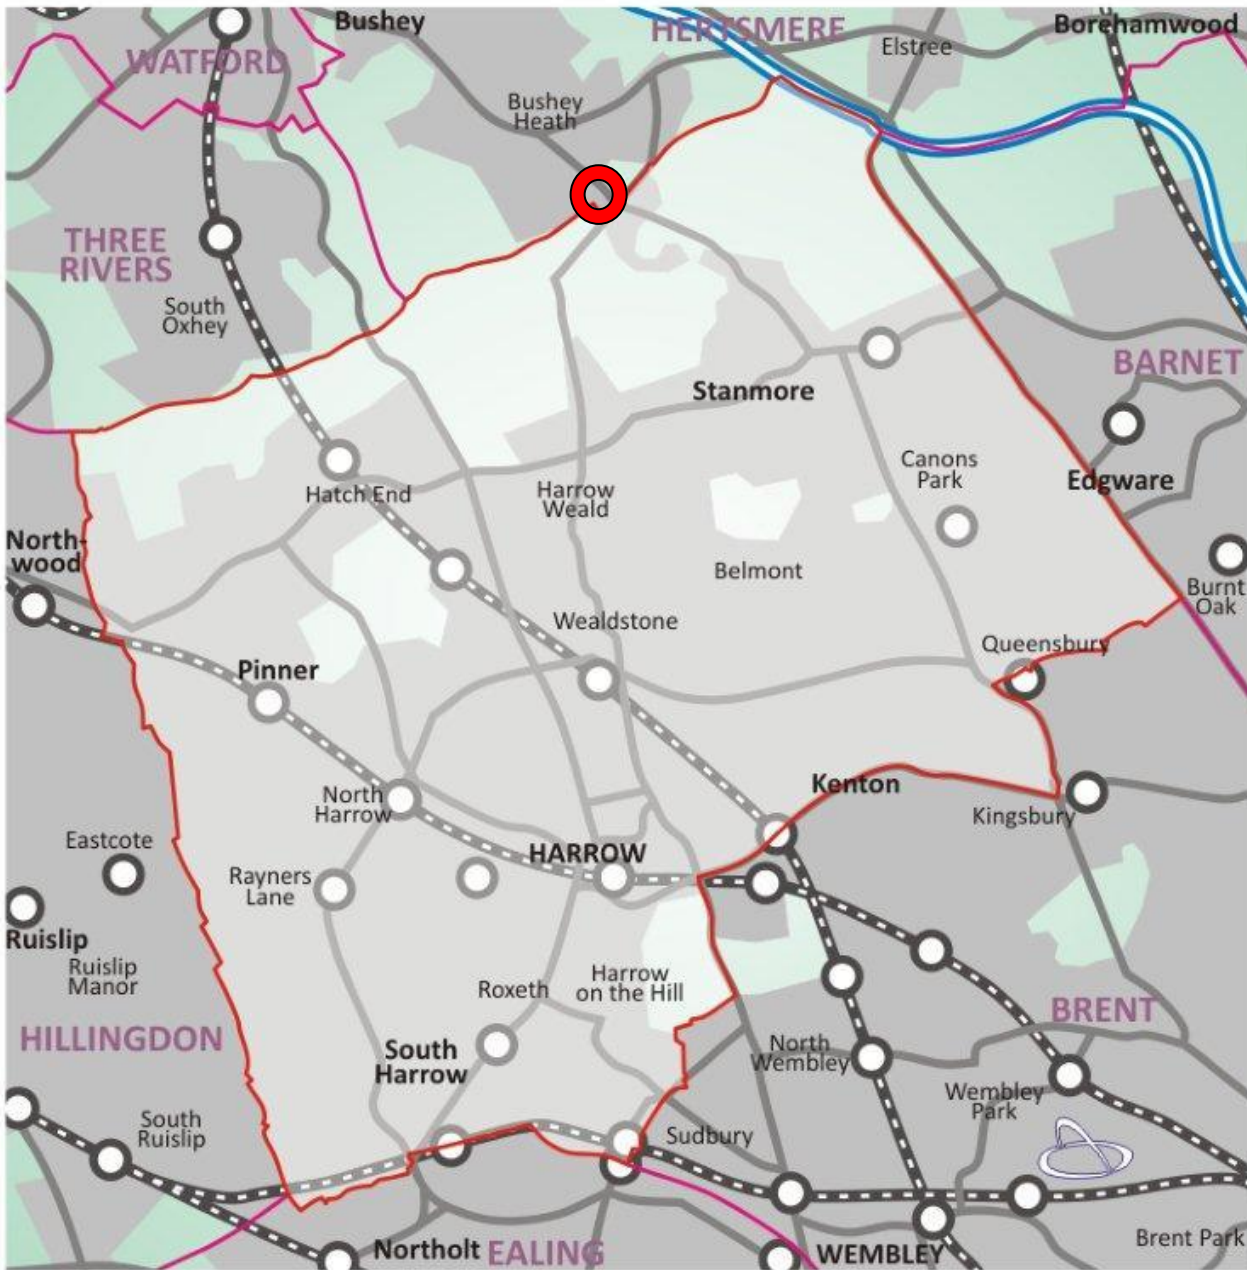 Bushey
HERTSMERE
Borehamwood
WATFORD
Elstree
Bushey
Heath
THREE
RIVERS
South
Oxhey
BARNET
Stanmore
Canons
Park
Edgware
Hatch End
Harrow
Weald
North-
wood
Belmont
Burnt
Oak
Wealdstone
Queensbury
Pinner
Kenton
North
Harrow
Kingsbury
Eastcote
HARROW
Rayners
Lane
Ruislip
Ruislip
Manor
Roxeth
Harrow
on the Hill
HILLINGDON
BRENT
South
Harrow
North
Wembley
Wembley
Park
South
Ruislip
Sudbury
Brent Park
Northolt
EALING
WEMBLEY